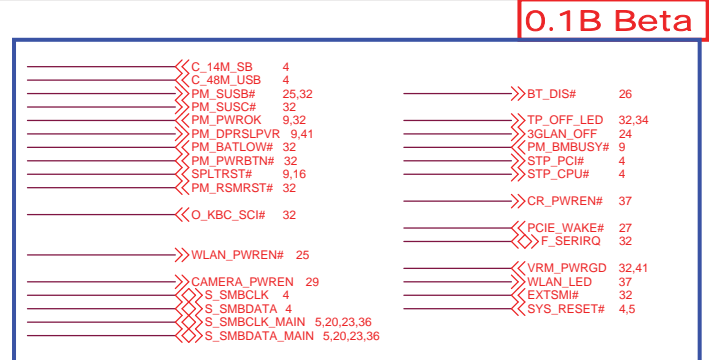 0.1B Beta
C_14M_SB 4
C_48M_USB 4
PM_SUSB# 25,32
PM_SUSC# 32
PM_PWROK 9,32
PM_DPRSLPVR 9,41
PM_BATLOW# 32
PM_PWRBTN# 32
SPLTRST# 9,16
PM_RSMRST# 32
O_KBC_SCI# 32
WLAN_PWREN# 25
CAMERA_PWREN 29
S_SMBCLK 4
S_SMBDATA 4
S_SMBCLK_MAIN 5,20,23,36
S_SMBDATA_MAIN 5,20,23,36
BT_DIS# 26
TP_OFF_LED 32,34
3GLAN_OFF 24
PM_BMBUSY# 9
STP_PCI# 4
STP_CPU# 4
CR_PWREN# 37
PCIE_WAKE# 27
F_SERIRQ 32
VRM_PWRGD 32,41
WLAN_LED 37
EXTSMI# 32
SYS_RESET# 4,5